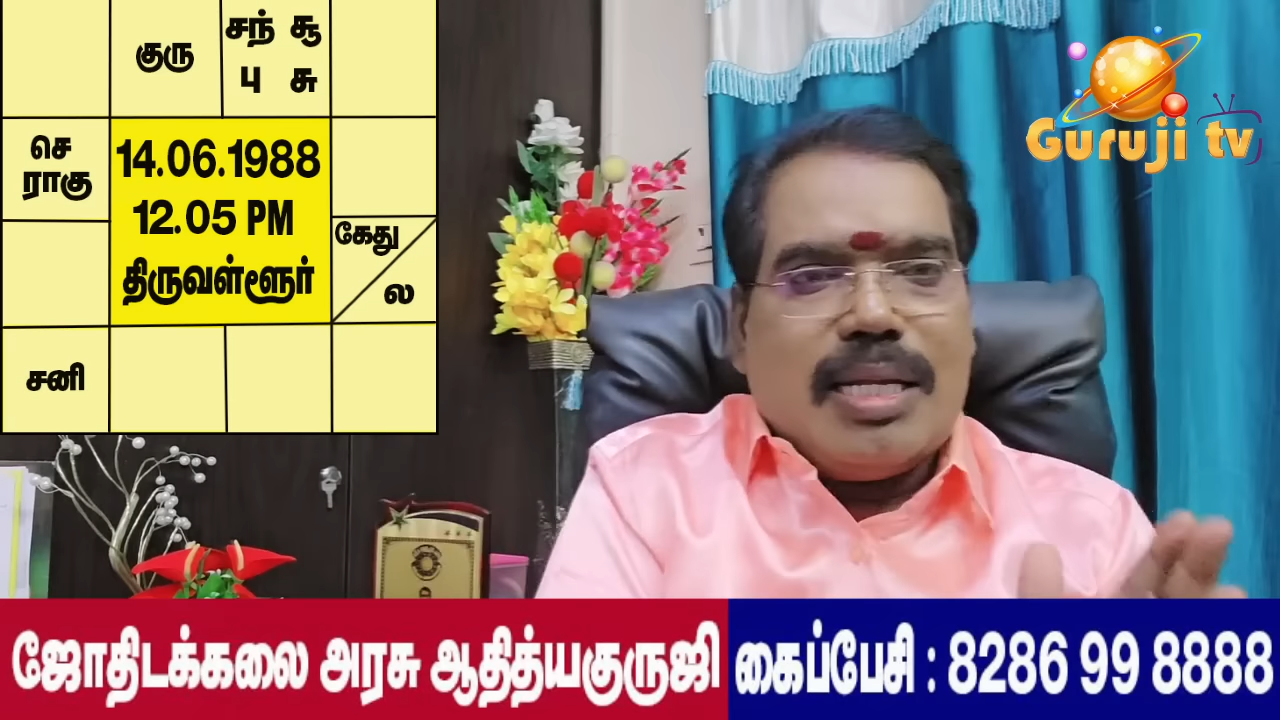 குரு
சந் சூ
பு சு
செ
ராகு
14.06.1988
12.05 PM
திருவள்ளூர்
கேது
ல
சனி
Guruji tv
ஜோதிடக்கலை அரசு ஆதித்யகுருஜி
கைப்பேசி : 8286 99 8888